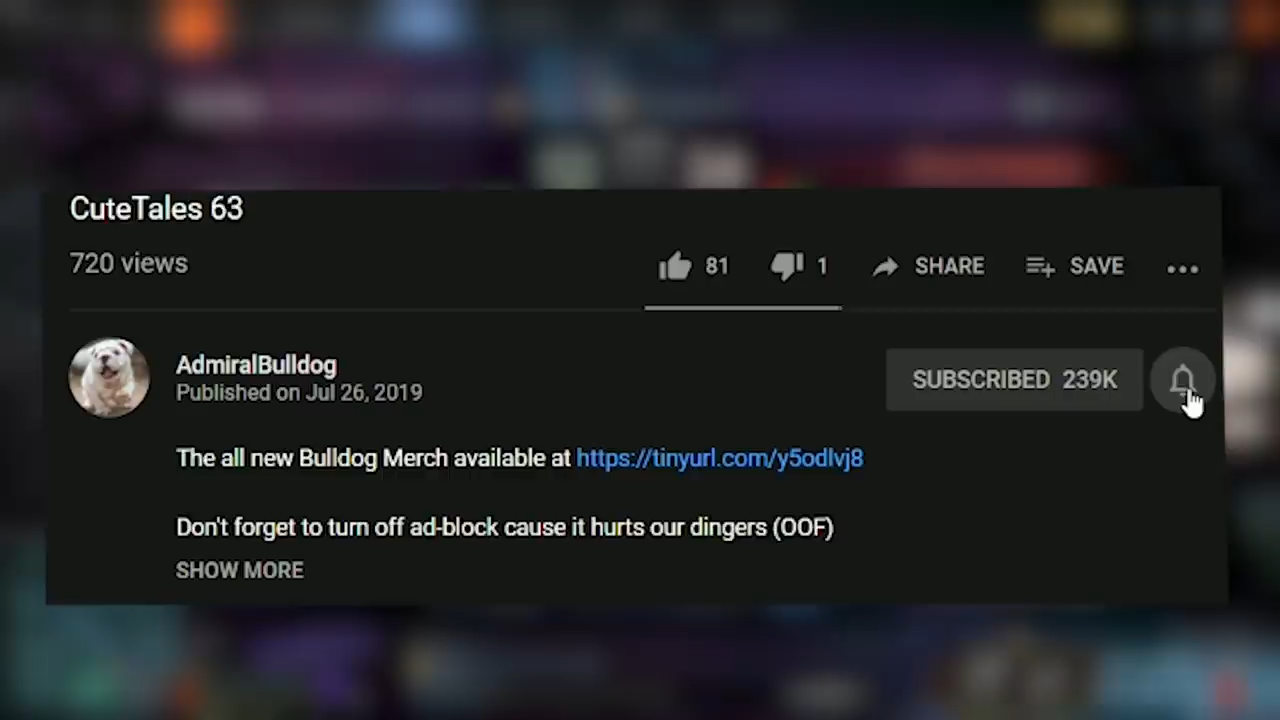 CuteTales 63
720 views
81
1
SHARE
SAVE
AdmiralBulldog
Published on Jul 26, 2019
SUBSCRIBED 239K
The all new Bulldog Merch available at https://tinyurl.com/y5odlvj8
Don't forget to turn off ad-block cause it hurts our dingers (OOF)
SHOW MORE